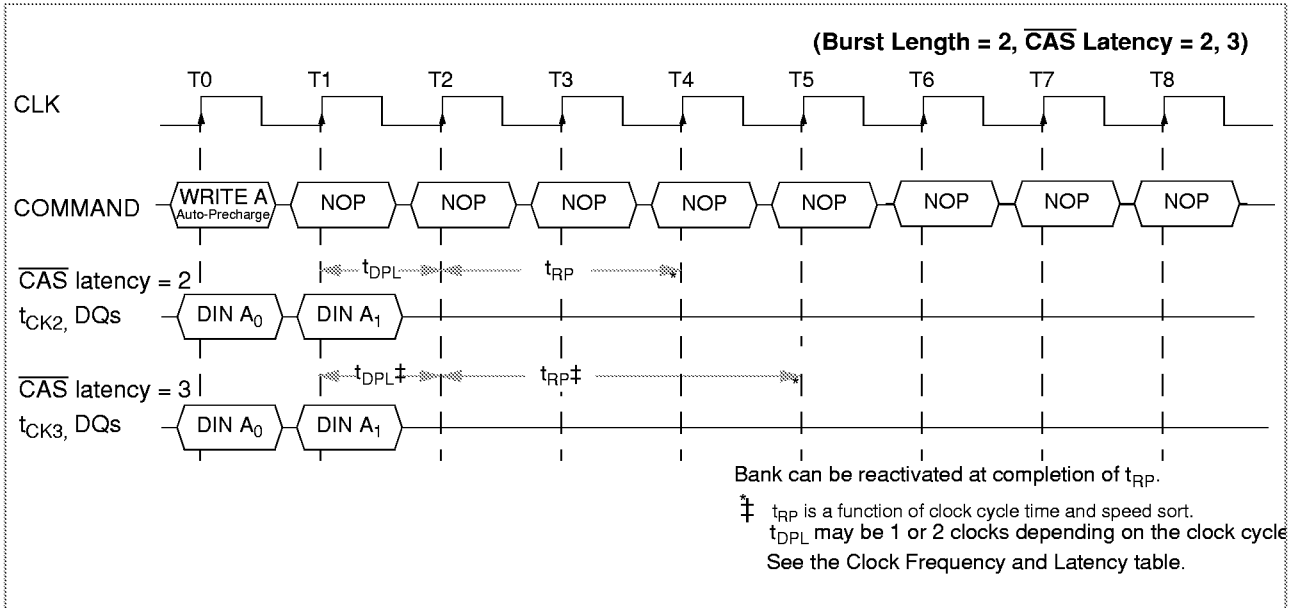 (Burst Length = 2, CAS Latency = 2, 3)
T0 T1 T2 T3 T4 T5 T6 T7 T8
CLK
COMMAND
WRITE A
Auto-Precharge
NOP NOP NOP NOP NOP NOP NOP NOP
CAS latency = 2
tDPL tRP *
tCK2, DQs
DIN A0 DIN A1
CAS latency = 3
tDPL‡ tRP‡ *
tCK3, DQs
DIN A0 DIN A1
Bank can be reactivated at completion of tRP.
*
‡ tRP is a function of clock cycle time and speed sort.
tDPL may be 1 or 2 clocks depending on the clock cycle
See the Clock Frequency and Latency table.